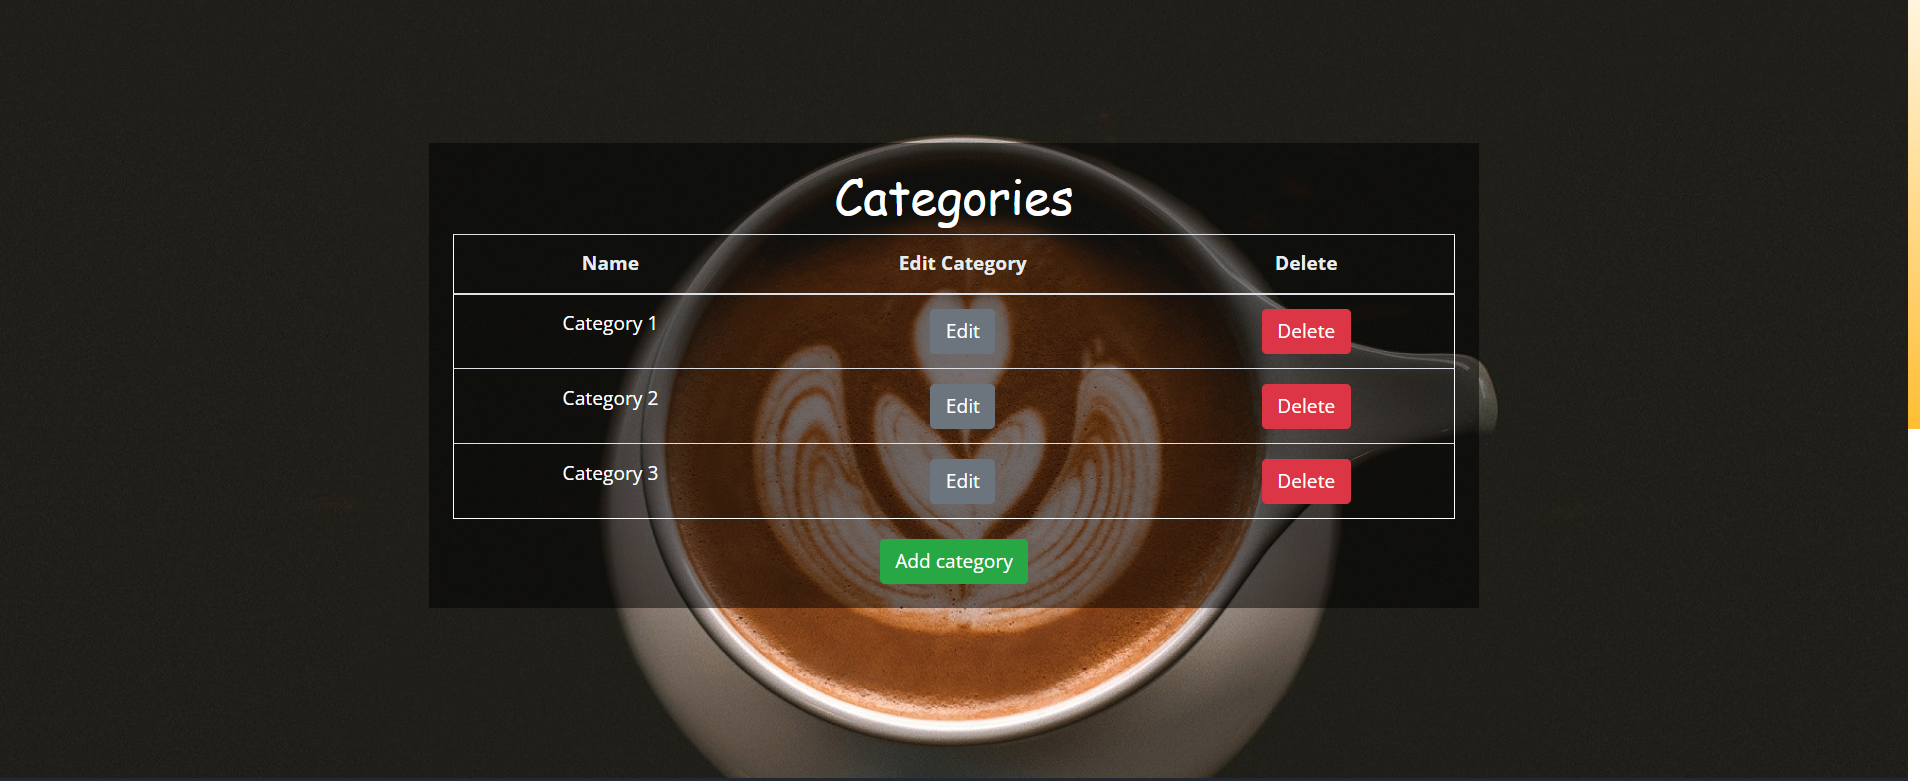 Categories
Name Edit Category Delete
Category 1 Edit Delete
Category 2 Edit Delete
Category 3 Edit Delete
Add category